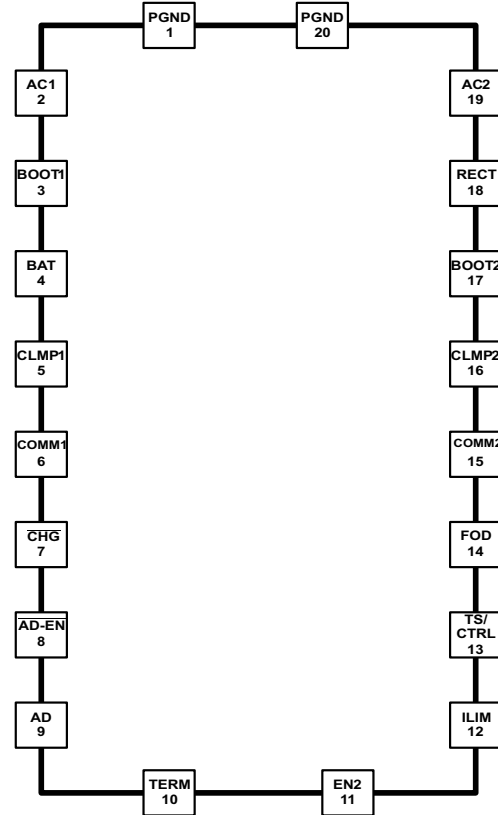 PGND
1
PGND
20
AC1
2
AC2
19
BOOT1
3
RECT
18
BAT
4
BOOT2
17
CLMP1
5
CLMP2
16
COMM1
6
COMM2
15
CHG
7
FOD
14
AD-EN
8
TS/
CTRL
13
AD
9
ILIM
12
TERM
10
EN2
11